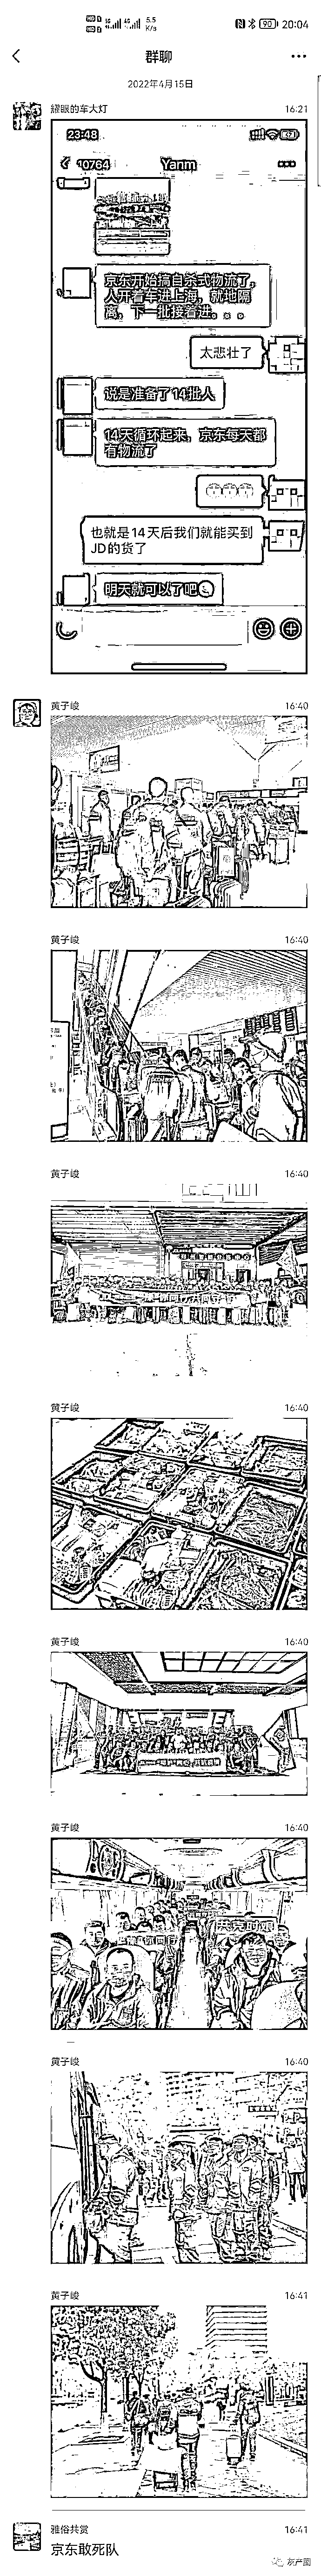 5.5
K/s
90
20:04
群聊
2022年4月15日
耀眼的车大灯
16:21
23:48
10764
Yanm
京东开始搞自杀式物流了，
人开着车进上海，就地隔
离，下一批接着进。。。
太悲壮了
说是准备了14批人
14天循环起来，京东每天都
有物流了
也就是14天后我们就能买到
JD的货了
明天就可以了吧
黄子峻
16:40
黄子峻
16:40
黄子峻
16:40
黄子峻
16:40
黄子峻
16:40
黄子峻
16:40
黄子峻
16:40
黄子峻
16:41
雅俗共赏
16:41
京东敢死队
灰产圈